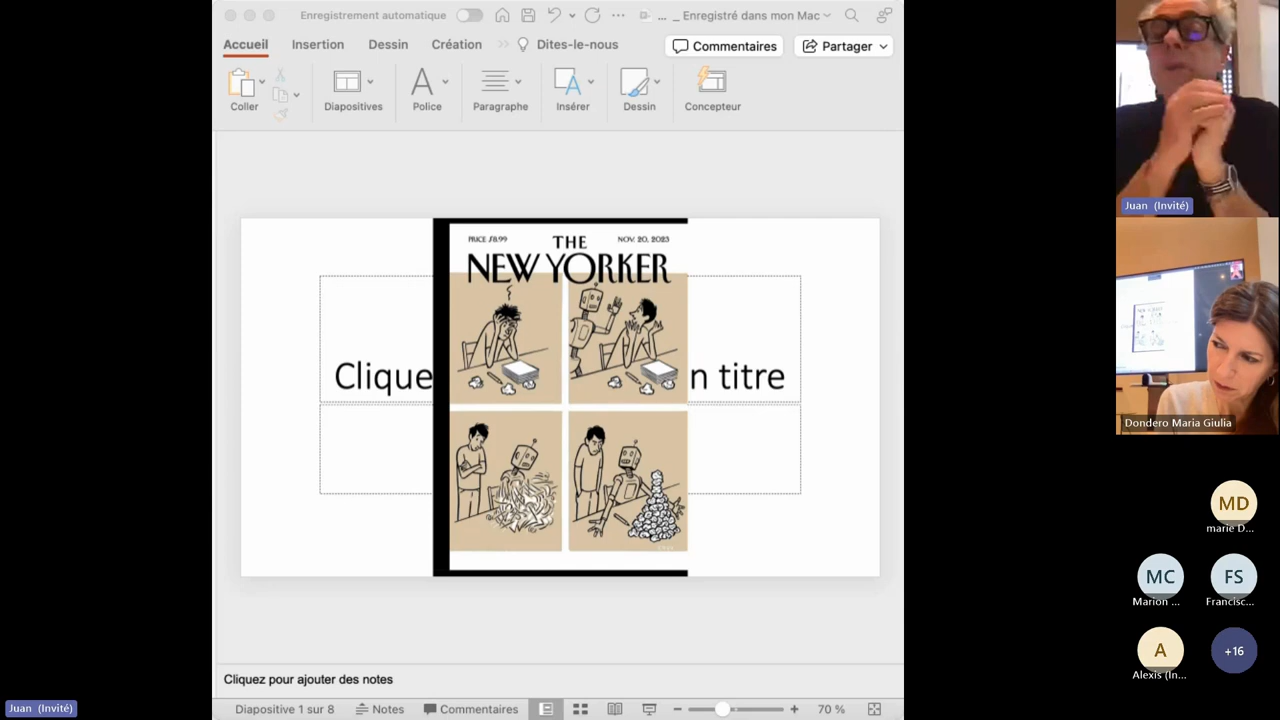 Enregistrement automatique
... _ Enregistré dans mon Mac
Accueil
Insertion
Dessin
Création
Dites-le-nous
Commentaires
Partager
Coller
Diapositives
Police
Paragraphe
Insérer
Dessin
Concepteur
PRICE $8.99
THE
NOV. 20, 2023
NEW YORKER
Clique
n titre
Cliquez pour ajouter des notes
Diapositive 1 sur 8
Notes
Commentaires
70 %
Juan (Invité)
Juan (Invité)
Dondero Maria Giulia
MD
marie D...
MC
Marion ...
FS
Francisc...
A
Alexis (In...
+16